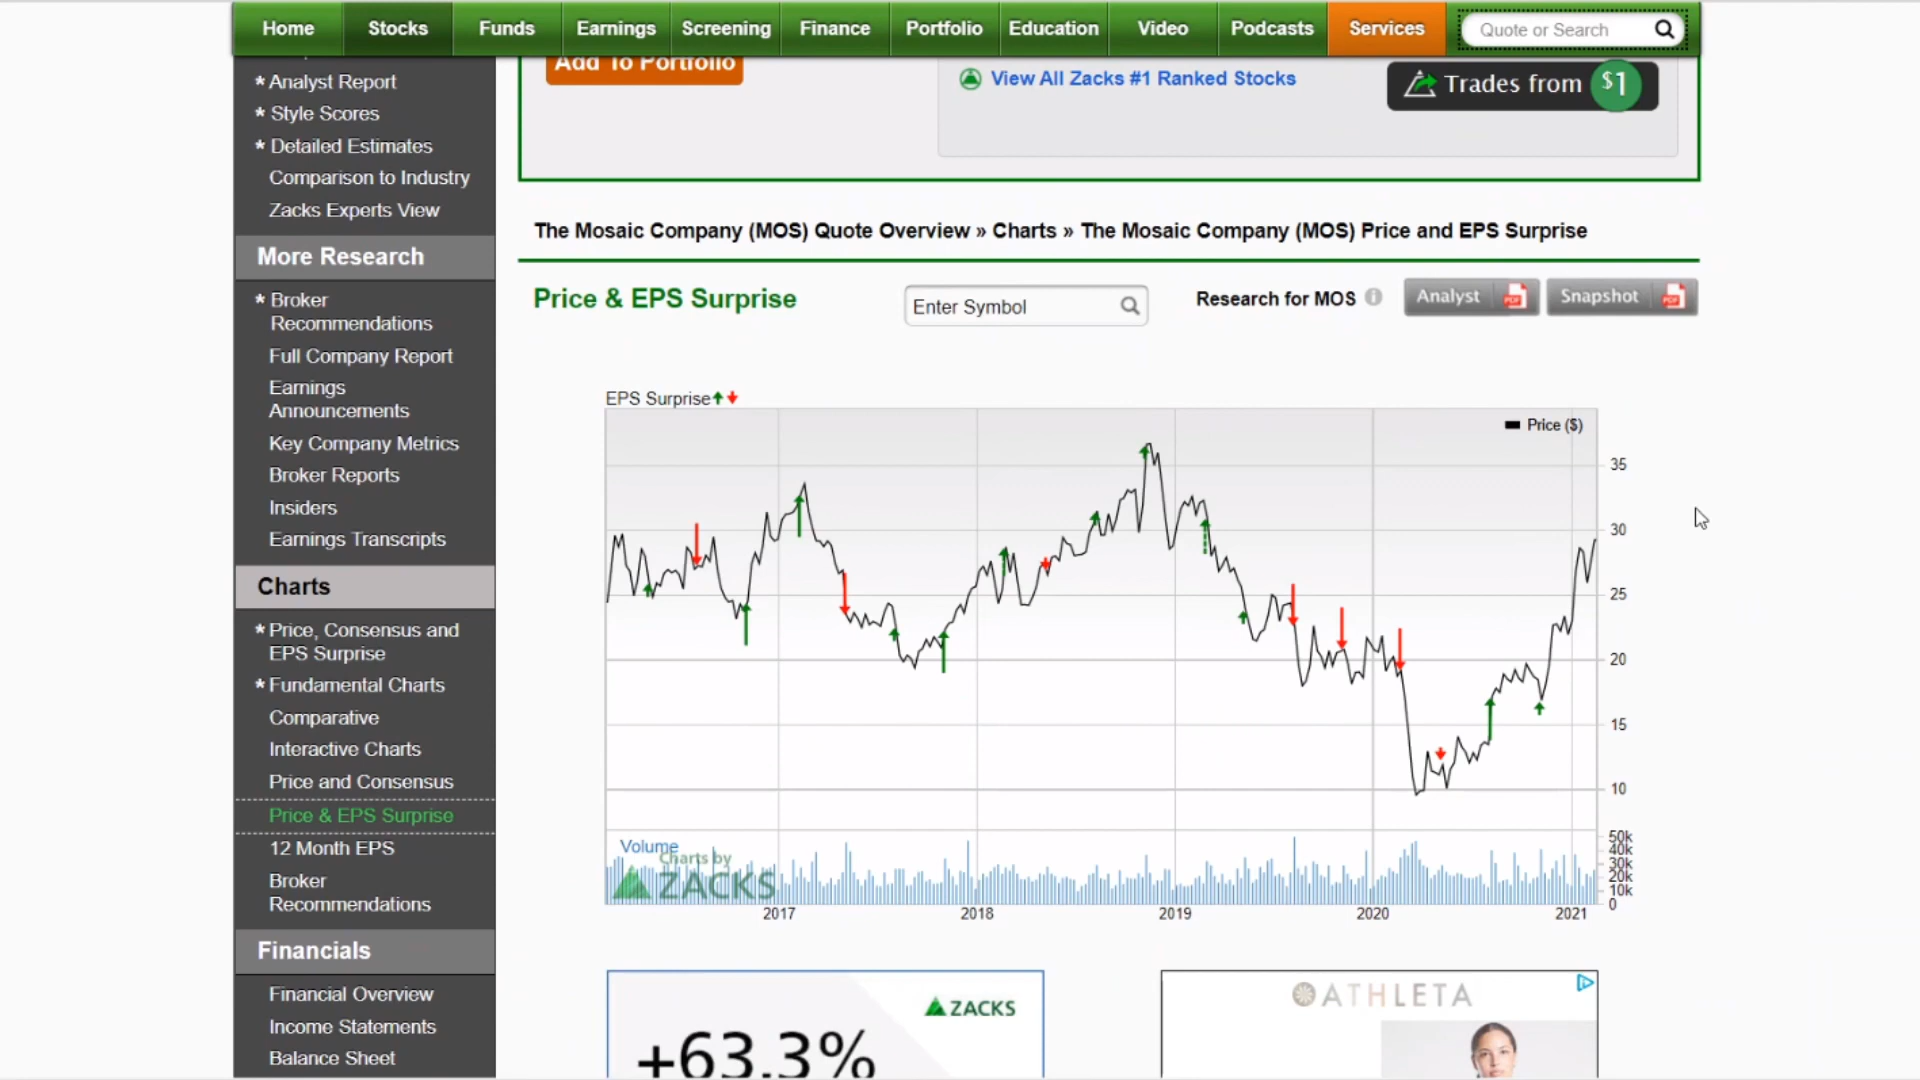 Home Stocks Funds Earnings Screening Finance Portfolio Education Video Podcasts Services Quote or Search
* Analyst Report
* Style Scores
* Detailed Estimates
Comparison to Industry
Zacks Experts View
More Research
* Broker
Recommendations
Full Company Report
Earnings
Announcements
Key Company Metrics
Broker Reports
Insiders
Earnings Transcripts
Charts
* Price, Consensus and
EPS Surprise
* Fundamental Charts
Comparative
Interactive Charts
Price and Consensus
Price & EPS Surprise
12 Month EPS
Broker
Recommendations
Financials
Financial Overview
Income Statements
Balance Sheet
Add To Portfolio
View All Zacks #1 Ranked Stocks
Trades from $1
The Mosaic Company (MOS) Quote Overview » Charts » The Mosaic Company (MOS) Price and EPS Surprise
Price & EPS Surprise
Enter Symbol
Research for MOS
Analyst PDF
Snapshot PDF
EPS Surprise
Price ($)
35
30
25
20
15
10
Volume
Charts by
ZACKS
50k
40k
30k
20k
10k
0
2017 2018 2019 2020 2021
ZACKS
+63.3%
ATHLETA